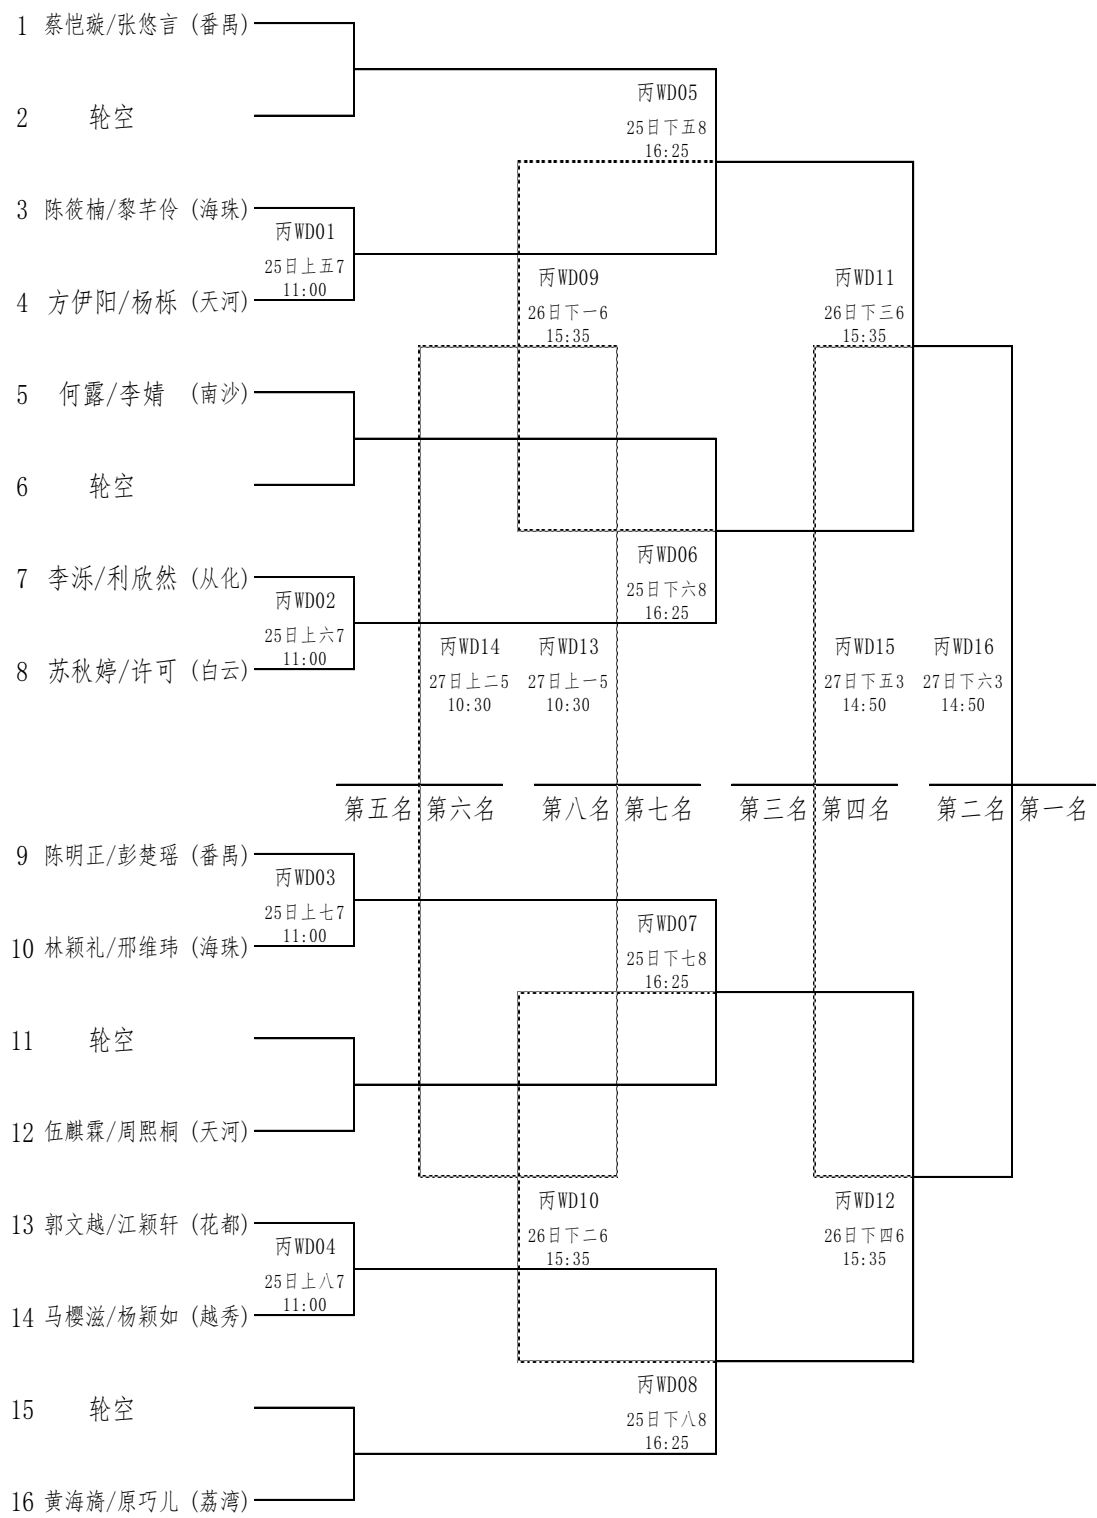 1 蔡恺璇/张悠言 (番禺)
丙WD05
2 轮空
25日下五8
16:25
3 陈筱楠/黎芊伶 (海珠)
丙WD01
25日上五7
11:00
丙WD09
丙WD11
4 方伊阳/杨栎 (天河)
26日下一6
26日下三6
15:35
15:35
5 何露/李婧 (南沙)
6 轮空
丙WD06
7 李泺/利欣然 (从化)
25日下六8
丙WD02
16:25
25日上六7
丙WD14
丙WD13
丙WD15
丙WD16
11:00
8 苏秋婷/许可 (白云)
27日上二5
27日上一5
27日下五3
27日下六3
10:30
10:30
14:50
14:50
第五名 第六名 第八名 第七名 第三名 第四名 第二名 第一名
9 陈明正/彭楚瑶 (番禺)
丙WD03
25日上七7
丙WD07
11:00
10 林颖礼/邢维玮 (海珠)
25日下七8
16:25
11 轮空
12 伍麒霖/周熙桐 (天河)
丙WD10
丙WD12
13 郭文越/江颖轩 (花都)
26日下二6
26日下四6
丙WD04
15:35
15:35
25日上八7
11:00
14 马樱滋/杨颖如 (越秀)
丙WD08
15 轮空
25日下八8
16:25
16 黄海旖/原巧儿 (荔湾)